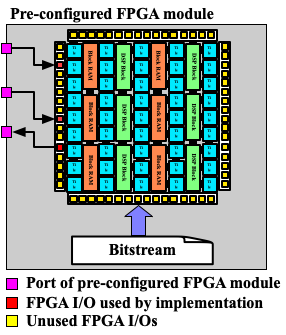 Pre-configured FPGA module
Block RAM
DSP Block
Block RAM
DSP Block
Block RAM
DSP Block
Block RAM
DSP Block
Block RAM
DSP Block
Block RAM
DSP Block
Bitstream
Port of pre-configured FPGA module
FPGA I/O used by implementation
Unused FPGA I/Os